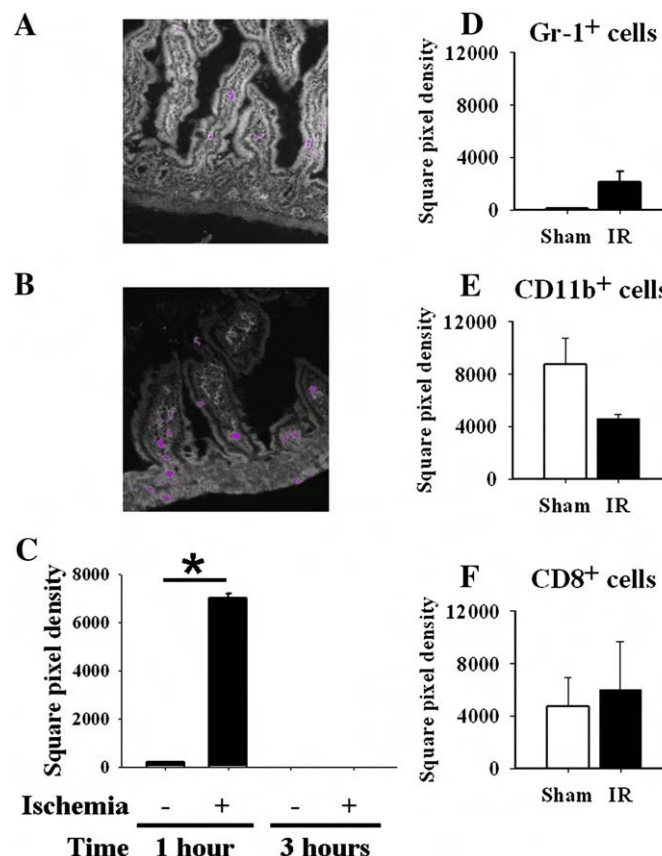 A
B
C
*
Square pixel density
8000
6000
4000
2000
0
Ischemia - + - +
Time 1 hour 3 hours
D
Gr-1+ cells
Square pixel density
12000
8000
4000
0
Sham IR
E
CD11b+ cells
Square pixel density
12000
8000
4000
0
Sham IR
F
CD8+ cells
Square pixel density
12000
8000
4000
0
Sham IR